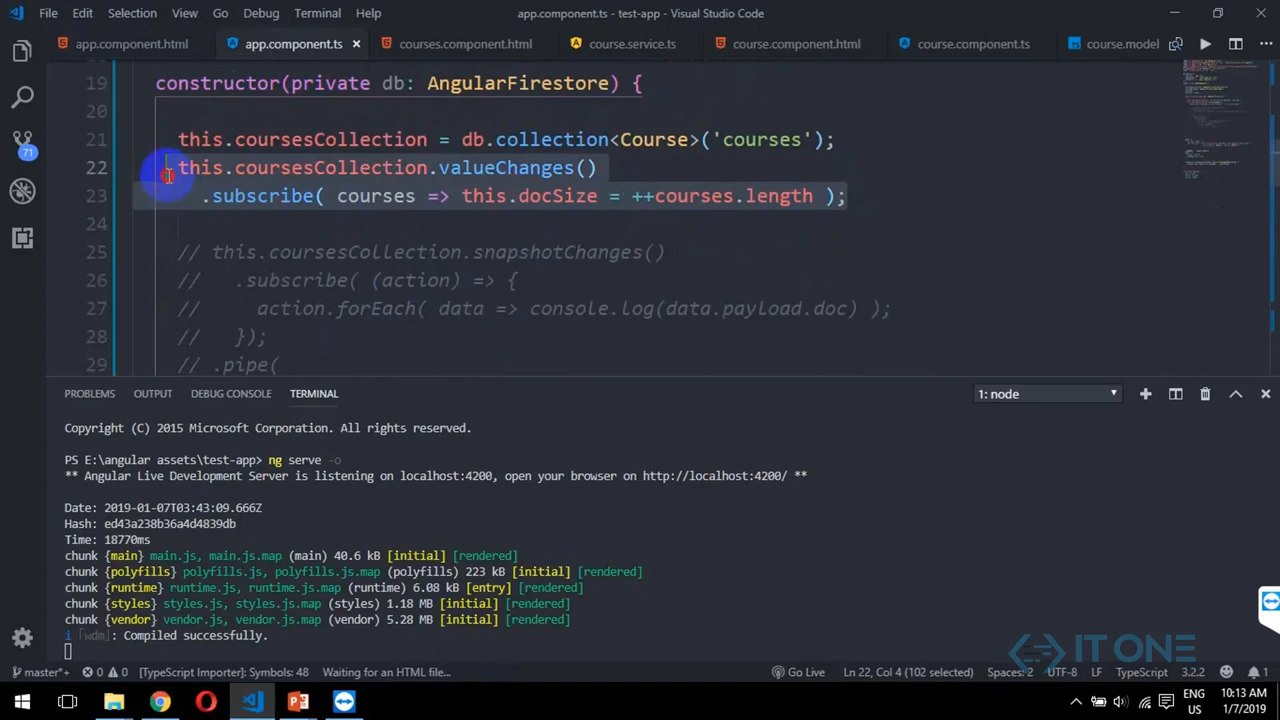 File Edit Selection View Go Debug Terminal Help app.component.ts - test-app - Visual Studio Code
app.component.html app.component.ts × courses.component.html course.service.ts course.component.html course.component.ts course.model
19 constructor(private db: AngularFirestore) {
20
21 this.coursesCollection = db.collection<Course>('courses');
22 this.coursesCollection.valueChanges()
23 .subscribe( courses => this.docSize = ++courses.length );
24
25 // this.coursesCollection.snapshotChanges()
26 // .subscribe( (action) => {
27 // action.forEach( data => console.log(data.payload.doc) );
28 // });
29 // .pipe(
71
PROBLEMS OUTPUT DEBUG CONSOLE TERMINAL 1: node
Copyright (C) 2015 Microsoft Corporation. All rights reserved.
PS E:\angular assets\test-app> ng serve -o
** Angular Live Development Server is listening on localhost:4200, open your browser on http://localhost:4200/ **
Date: 2019-01-07T03:43:09.666Z
Hash: ed43a238b36a4d4839db
Time: 18770ms
chunk {main} main.js, main.js.map (main) 40.6 kB [initial] [rendered]
chunk {polyfills} polyfills.js, polyfills.js.map (polyfills) 223 kB [initial] [rendered]
chunk {runtime} runtime.js, runtime.js.map (runtime) 6.08 kB [entry] [rendered]
chunk {styles} styles.js, styles.js.map (styles) 1.18 MB [initial] [rendered]
chunk {vendor} vendor.js, vendor.js.map (vendor) 5.28 MB [initial] [rendered]
i ｢wdm｣: Compiled successfully.
IT ONE
master*+ 0 0 [TypeScript Importer]: Symbols: 48 Waiting for an HTML file... Go Live Ln 22, Col 4 (102 selected) Spaces: 2 UTF-8 LF TypeScript 3.2.2 1
ENG 10:13 AM
US 1/7/2019